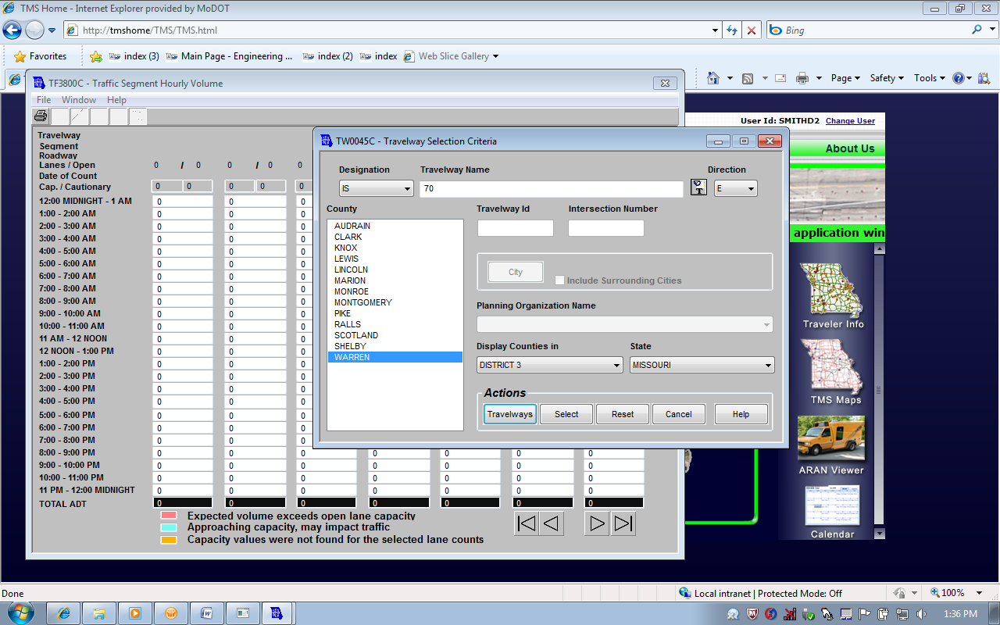 TMS Home - Internet Explorer provided by MoDOT
http://tmshome/TMS/TMS.html
Bing
Favorites
index (3)
Main Page - Engineering ...
index (2)
index
Web Slice Gallery
Page
Safety
Tools
TF3800C - Traffic Segment Hourly Volume
File Window Help
User Id: SMITHD2 Change User
About Us
application win
Traveler Info
TMS Maps
ARAN Viewer
Calendar
Travelway
Segment
Roadway
Lanes / Open 0 / 0 0 / 0 0
Date of Count
Cap. / Cautionary 0 0 0 0 0
12:00 MIDNIGHT - 1 AM 0 0 0
1:00 - 2:00 AM 0 0 0
2:00 - 3:00 AM 0 0 0
3:00 - 4:00 AM 0 0 0
4:00 - 5:00 AM 0 0 0
5:00 - 6:00 AM 0 0 0
6:00 - 7:00 AM 0 0 0
7:00 - 8:00 AM 0 0 0
8:00 - 9:00 AM 0 0 0
9:00 - 10:00 AM 0 0 0
10:00 - 11:00 AM 0 0 0
11 AM - 12 NOON 0 0 0
12 NOON - 1:00 PM 0 0 0
1:00 - 2:00 PM 0 0 0
2:00 - 3:00 PM 0 0 0
3:00 - 4:00 PM 0 0 0
4:00 - 5:00 PM 0 0 0
5:00 - 6:00 PM 0 0 0
6:00 - 7:00 PM 0 0 0
7:00 - 8:00 PM 0 0 0
8:00 - 9:00 PM 0 0 0 0 0 0 0
9:00 - 10:00 PM 0 0 0 0 0 0 0
10:00 - 11:00 PM 0 0 0 0 0 0 0
11 PM - 12:00 MIDNIGHT 0 0 0 0 0 0 0
TOTAL ADT 0 0 0 0 0 0 0
Expected volume exceeds open lane capacity
Approaching capacity, may impact traffic
Capacity values were not found for the selected lane counts
TW0045C - Travelway Selection Criteria
Designation Travelway Name Direction
IS 70 T E
County Travelway Id Intersection Number
AUDRAIN
CLARK
KNOX
LEWIS
LINCOLN
MARION
MONROE
MONTGOMERY
PIKE
RALLS
SCOTLAND
SHELBY
WARREN
City
Include Surrounding Cities
Planning Organization Name
Display Counties in State
DISTRICT 3 MISSOURI
Actions
Travelways Select Reset Cancel Help
Done
Local intranet | Protected Mode: Off
100%
1:36 PM